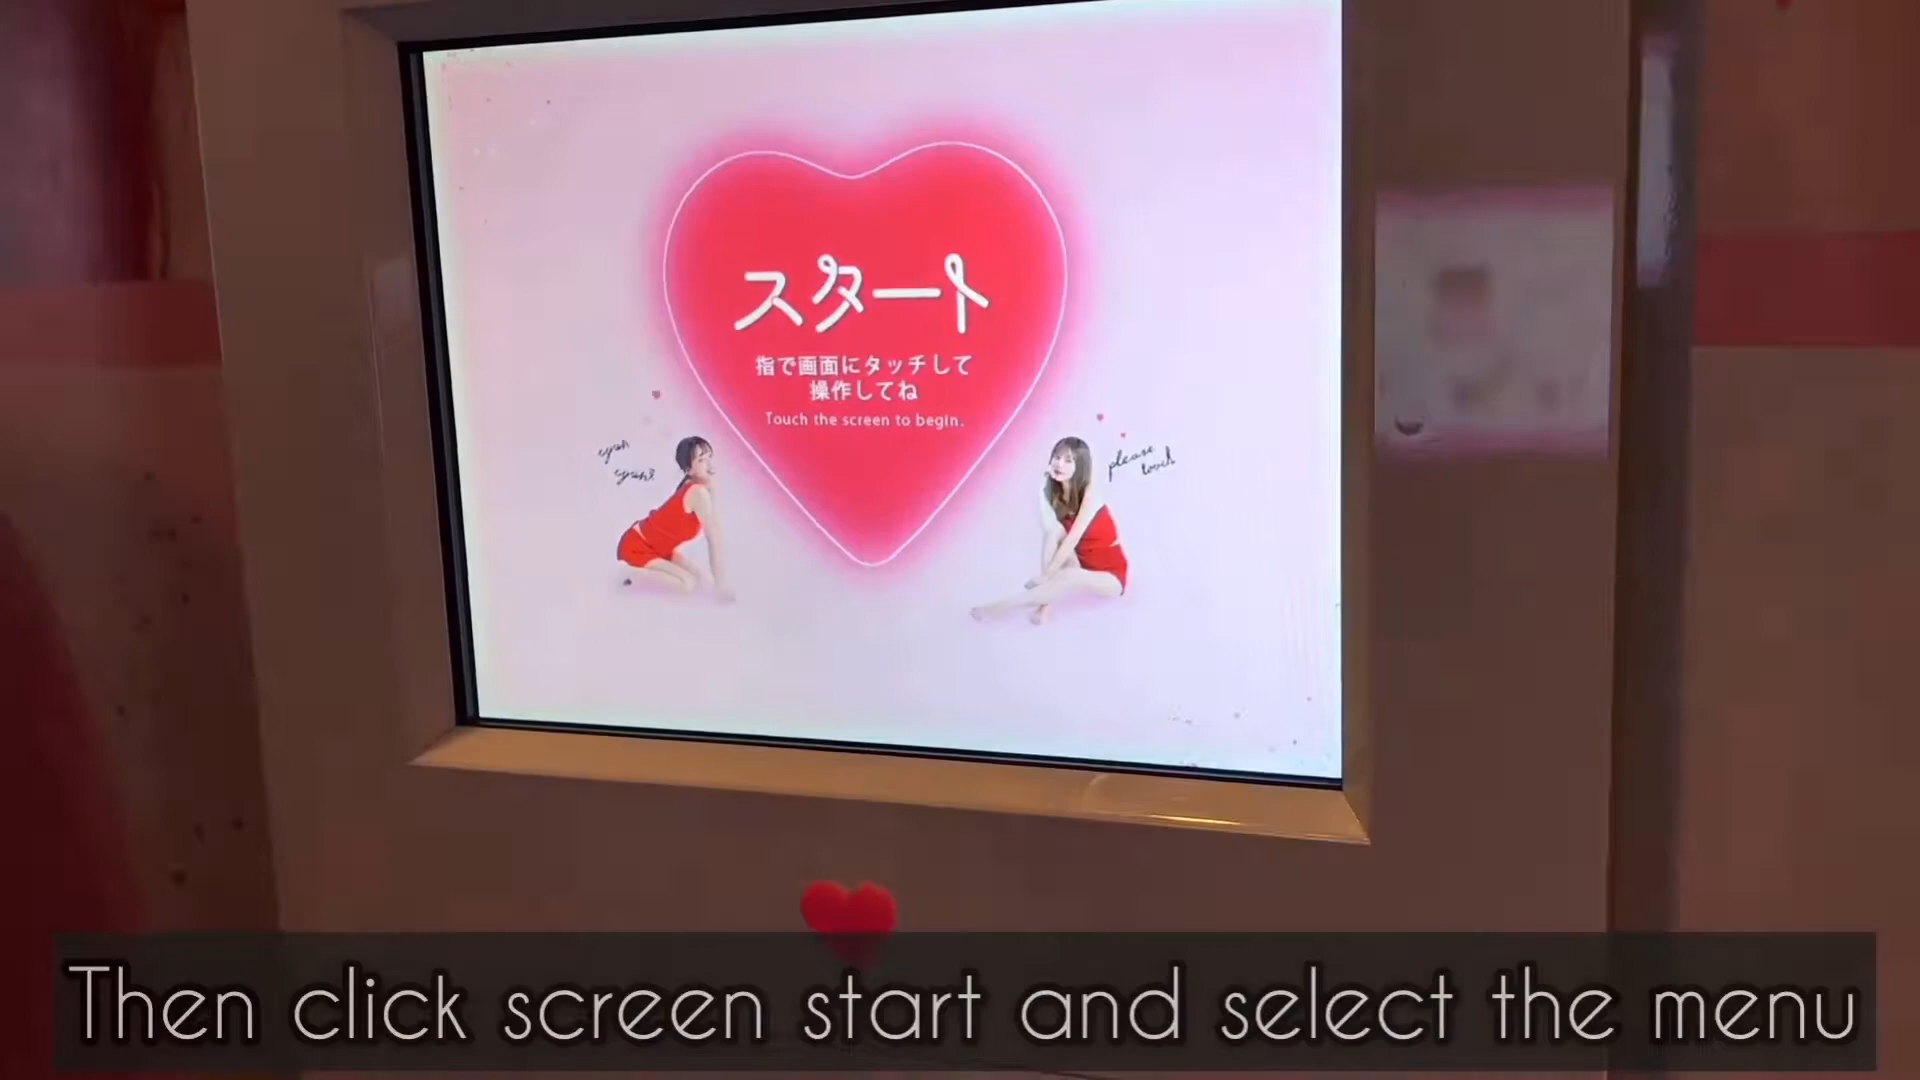 スタート
指で画面にタッチして
操作してね
Touch the screen to begin.
please
touch
Then click screen start and select the menu